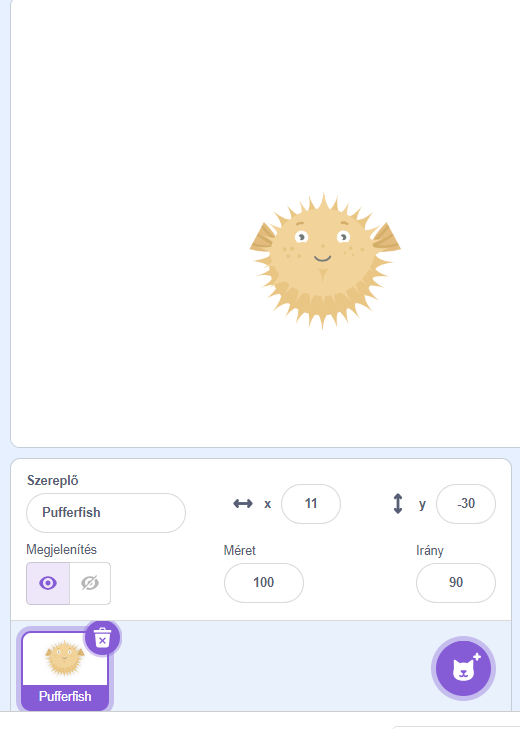 Szereplő
Pufferfish
x 11
y -30
Megjelenítés
Méret
Irány
100
90
Pufferfish